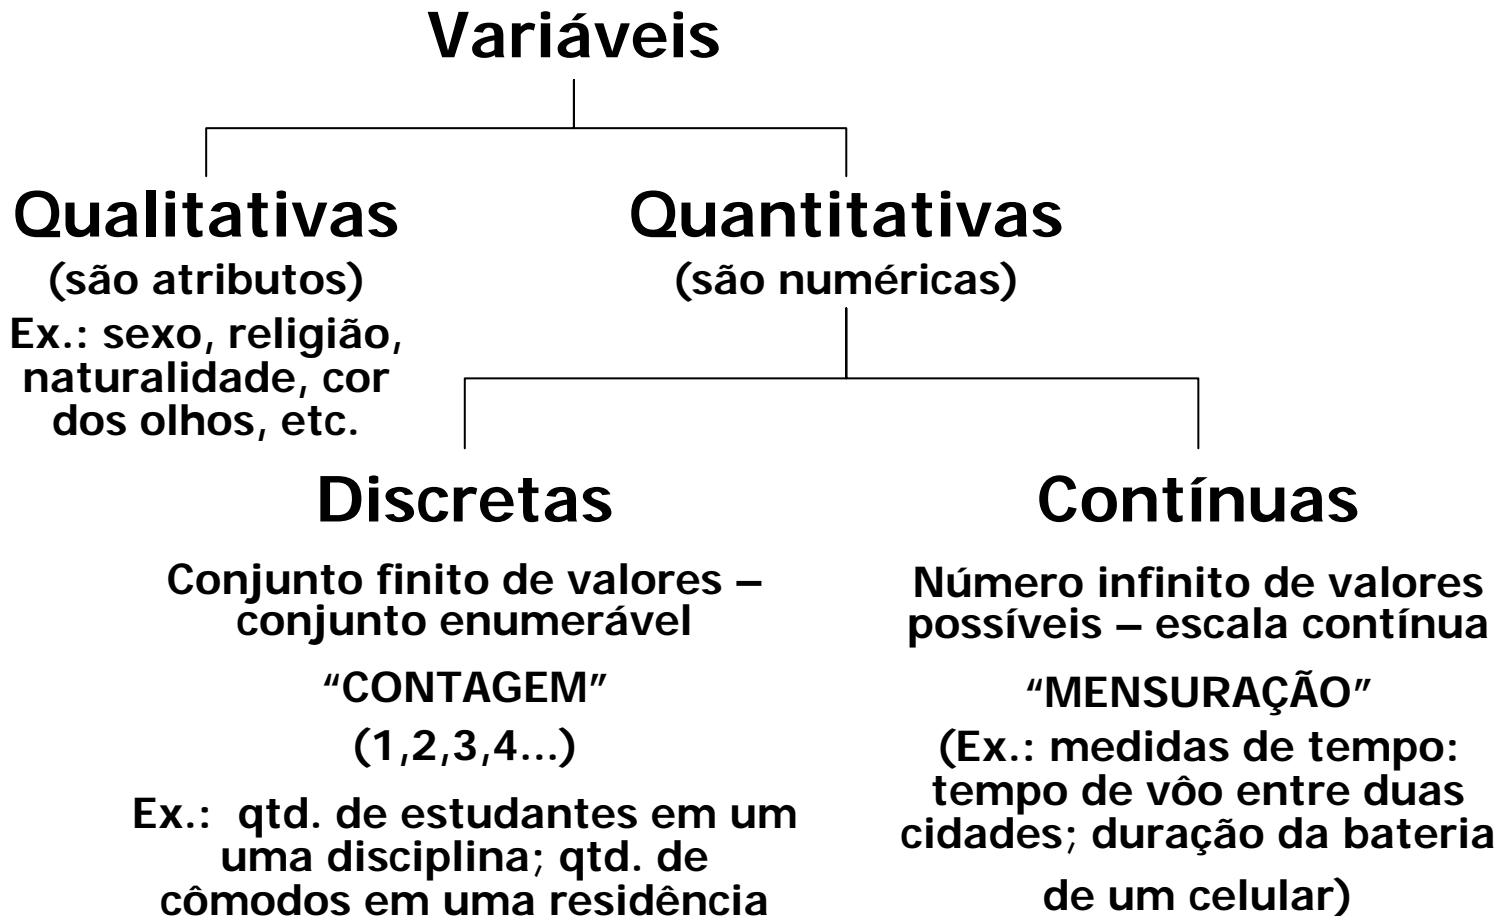 Variáveis
Qualitativas
(são atributos)
Ex.: sexo, religião,
naturalidade, cor
dos olhos, etc.
Quantitativas
(são numéricas)
Discretas
Conjunto finito de valores –
conjunto enumerável
“CONTAGEM”
(1,2,3,4...)
Ex.: qtd. de estudantes em um
uma disciplina; qtd. de
cômodos em uma residência
Contínuas
Número infinito de valores
possíveis – escala contínua
“MENSURAÇÃO”
(Ex.: medidas de tempo:
tempo de vôo entre duas
cidades; duração da bateria
de um celular)